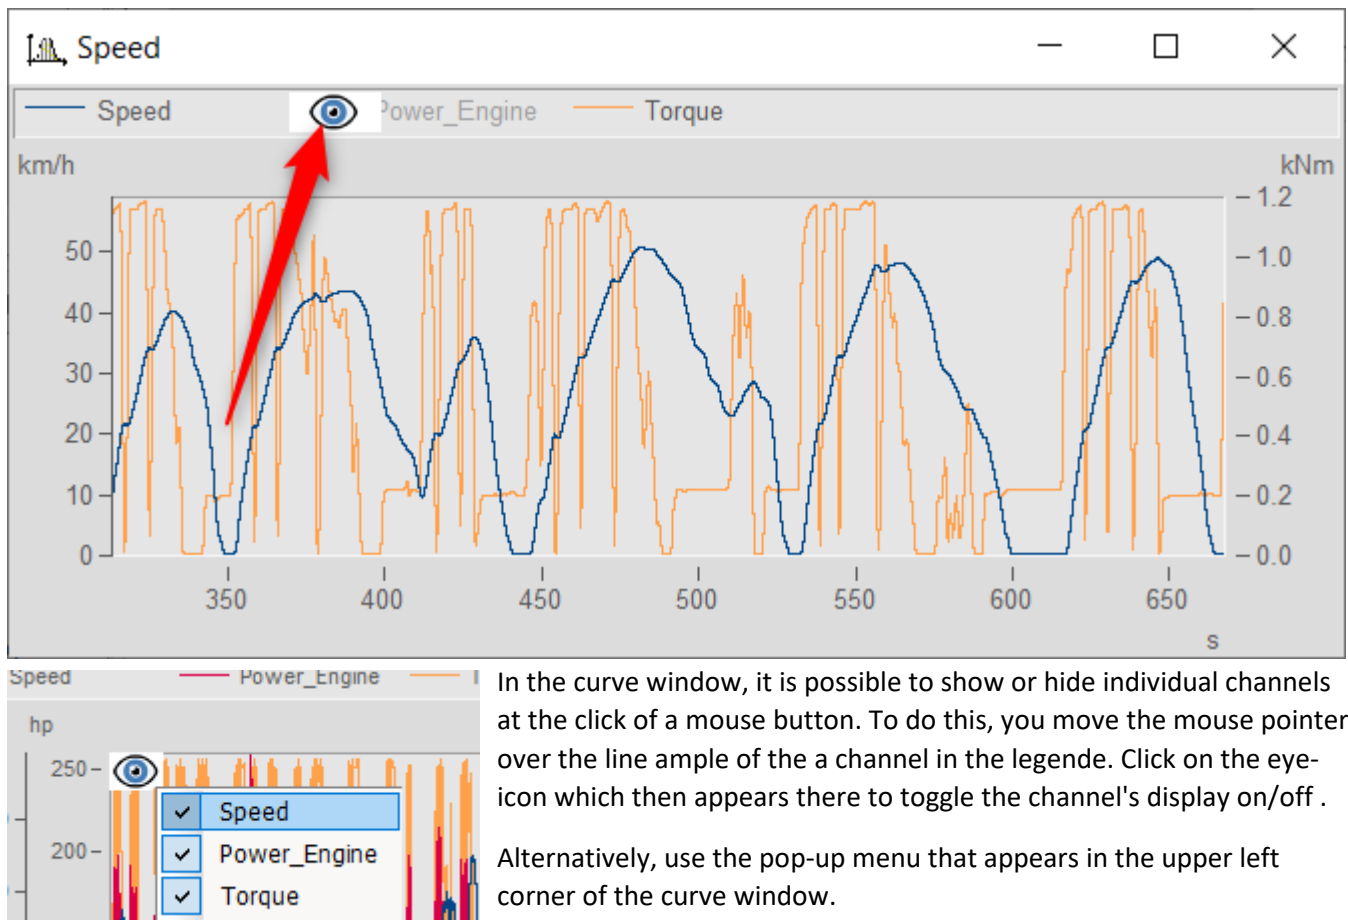 Speed
Speed Power_Engine Torque
km/h kNm
50
40
30
20
10
0
1.2
1.0
0.8
0.6
0.4
0.2
0.0
350 400 450 500 550 600 650
s
Speed Power_Engine
hp
250
200
Speed
Power_Engine
Torque
In the curve window, it is possible to show or hide individual channels
at the click of a mouse button. To do this, you move the mouse pointer
over the line ample of the a channel in the legende. Click on the eye-
icon which then appears there to toggle the channel's display on/off .
Alternatively, use the pop-up menu that appears in the upper left
corner of the curve window.